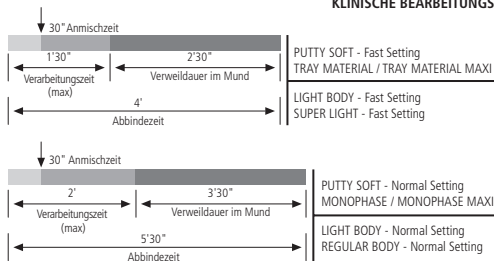 KLINISCHE BEARBEITUNGS
30" Anmischzeit
1'30"
2'30"
Verarbeitungszeit
(max)
Verweildauer im Mund
4'
Abbindezeit
PUTTY SOFT - Fast Setting
TRAY MATERIAL / TRAY MATERIAL MAXI
LIGHT BODY - Fast Setting
SUPER LIGHT - Fast Setting
30" Anmischzeit
2'
3'30"
Verarbeitungszeit
(max)
Verweildauer im Mund
5'30"
Abbindezeit
PUTTY SOFT - Normal Setting
MONOPHASE / MONOPHASE MAXI
LIGHT BODY - Normal Setting
REGULAR BODY - Normal Setting